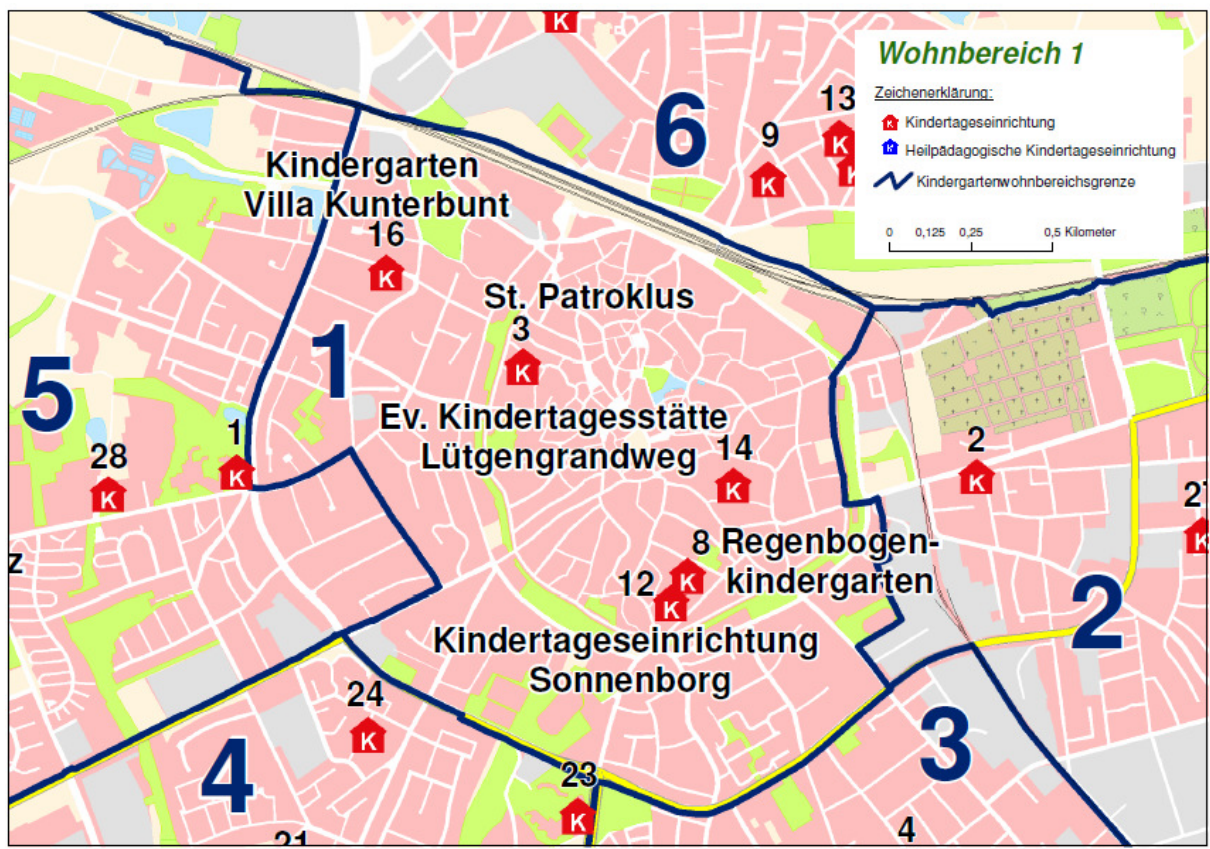 Wohnbereich 1
Zeichenerklärung:
K Kindertageseinrichtung
K Heilpädagogische Kindertageseinrichtung
Kindergartenwohnbereichsgrenze
0 0,125 0,25 0,5 Kilometer
K
6
13
K
K
9
K
Kindergarten
Villa Kunterbunt
16
K
St. Patroklus
3
K
1
5
Ev. Kindertagesstätte
Lütgengrandweg
14
K
1
K
28
K
2
K
27
K
z
8 Regenbogen-
kindergarten
K
12
K
2
Kindertageseinrichtung
Sonnenborg
24
K
3
4
23
K
4
21